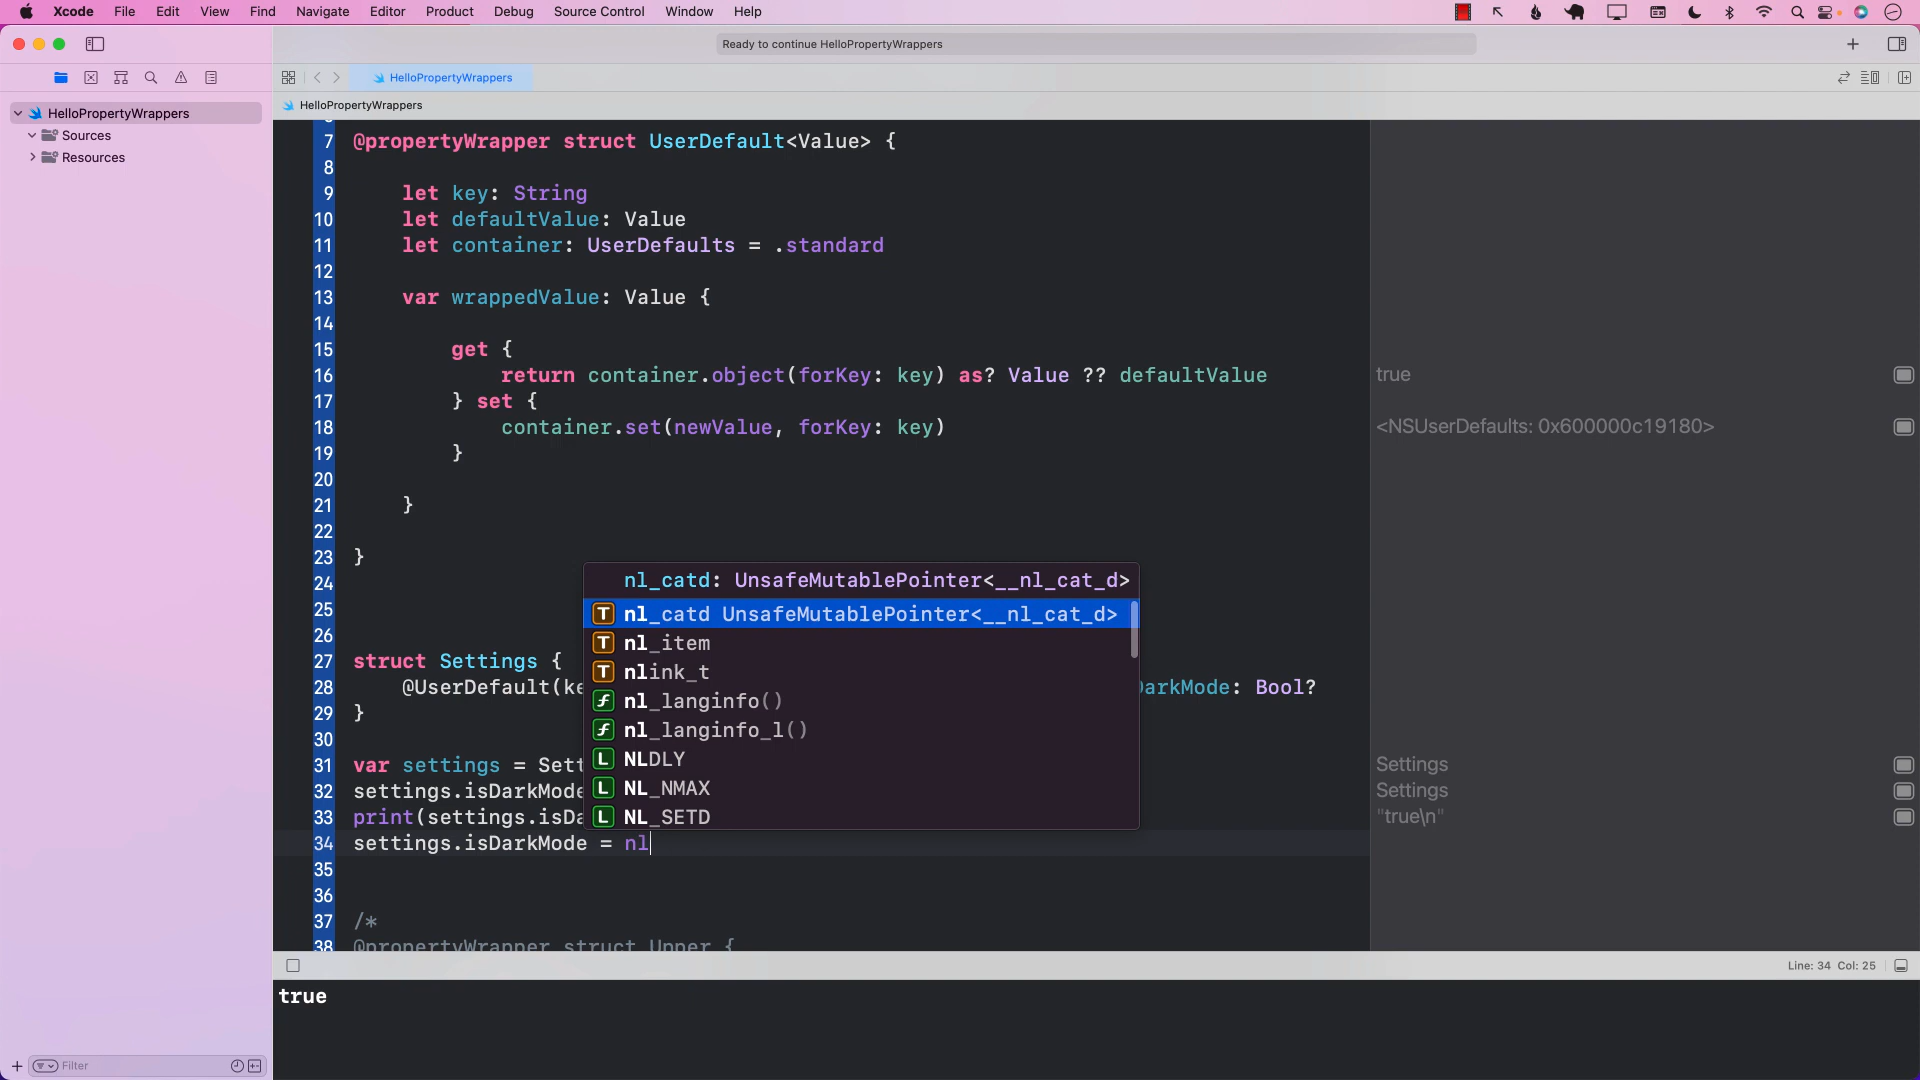 Xcode File Edit View Find Navigate Editor Product Debug Source Control Window Help
Ready to continue HelloPropertyWrappers
HelloPropertyWrappers
HelloPropertyWrappers
HelloPropertyWrappers
Sources
Resources
7 @propertyWrapper struct UserDefault<Value> {
8
9 let key: String
10 let defaultValue: Value
11 let container: UserDefaults = .standard
12
13 var wrappedValue: Value {
14
15 get {
16 return container.object(forKey: key) as? Value ?? defaultValue true
17 } set {
18 container.set(newValue, forKey: key) <NSUserDefaults: 0x600000c19180>
19 }
20
21 }
22
23 }
24
25
26
27 struct Settings {
28 @UserDefault(ke arkMode: Bool?
29 }
30
31 var settings = Sett Settings
32 settings.isDarkMode Settings
33 print(settings.isDa "true\n"
34 settings.isDarkMode = nl
35
36
37 /*
38 @propertyWrapper struct Upper {
nl_catd: UnsafeMutablePointer<__nl_cat_d>
T nl_catd UnsafeMutablePointer<__nl_cat_d>
T nl_item
T nlink_t
f nl_langinfo()
f nl_langinfo_l()
L NLDLY
L NL_NMAX
L NL_SETD
Line: 34 Col: 25
true
Filter